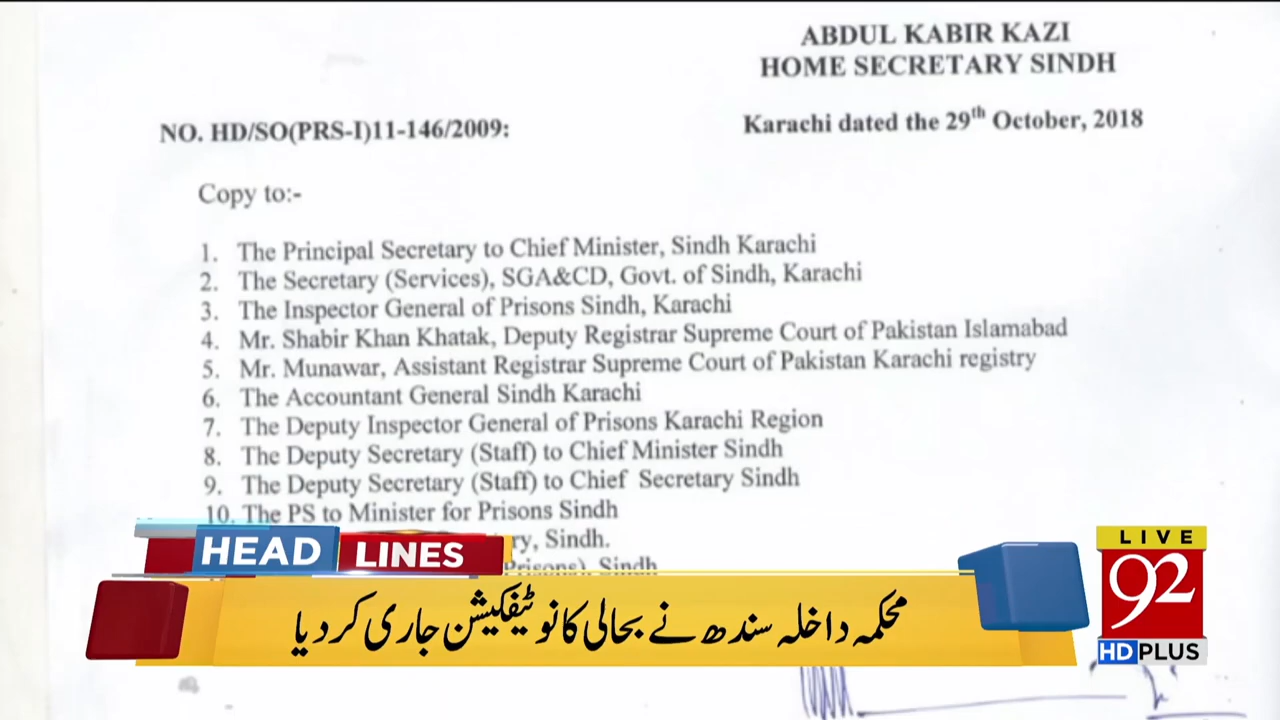 ABDUL KABIR KAZI
HOME SECRETARY SINDH
NO. HD/SO(PRS-I)11-146/2009:
Karachi dated the 29th October, 2018
Copy to:-
1. The Principal Secretary to Chief Minister, Sindh Karachi
2. The Secretary (Services), SGA&CD, Govt. of Sindh, Karachi
3. The Inspector General of Prisons Sindh, Karachi
4. Mr. Shabir Khan Khatak, Deputy Registrar Supreme Court of Pakistan Islamabad
5. Mr. Munawar, Assistant Registrar Supreme Court of Pakistan Karachi registry
6. The Accountant General Sindh Karachi
7. The Deputy Inspector General of Prisons Karachi Region
8. The Deputy Secretary (Staff) to Chief Minister Sindh
9. The Deputy Secretary (Staff) to Chief Secretary Sindh
10. The PS to Minister for Prisons Sindh
Sindh.
Sindh
HEAD LINES
محکمہ داخلہ سندھ نے بحالی کا نوٹیفکیشن جاری کر دیا
LIVE
92
HD PLUS